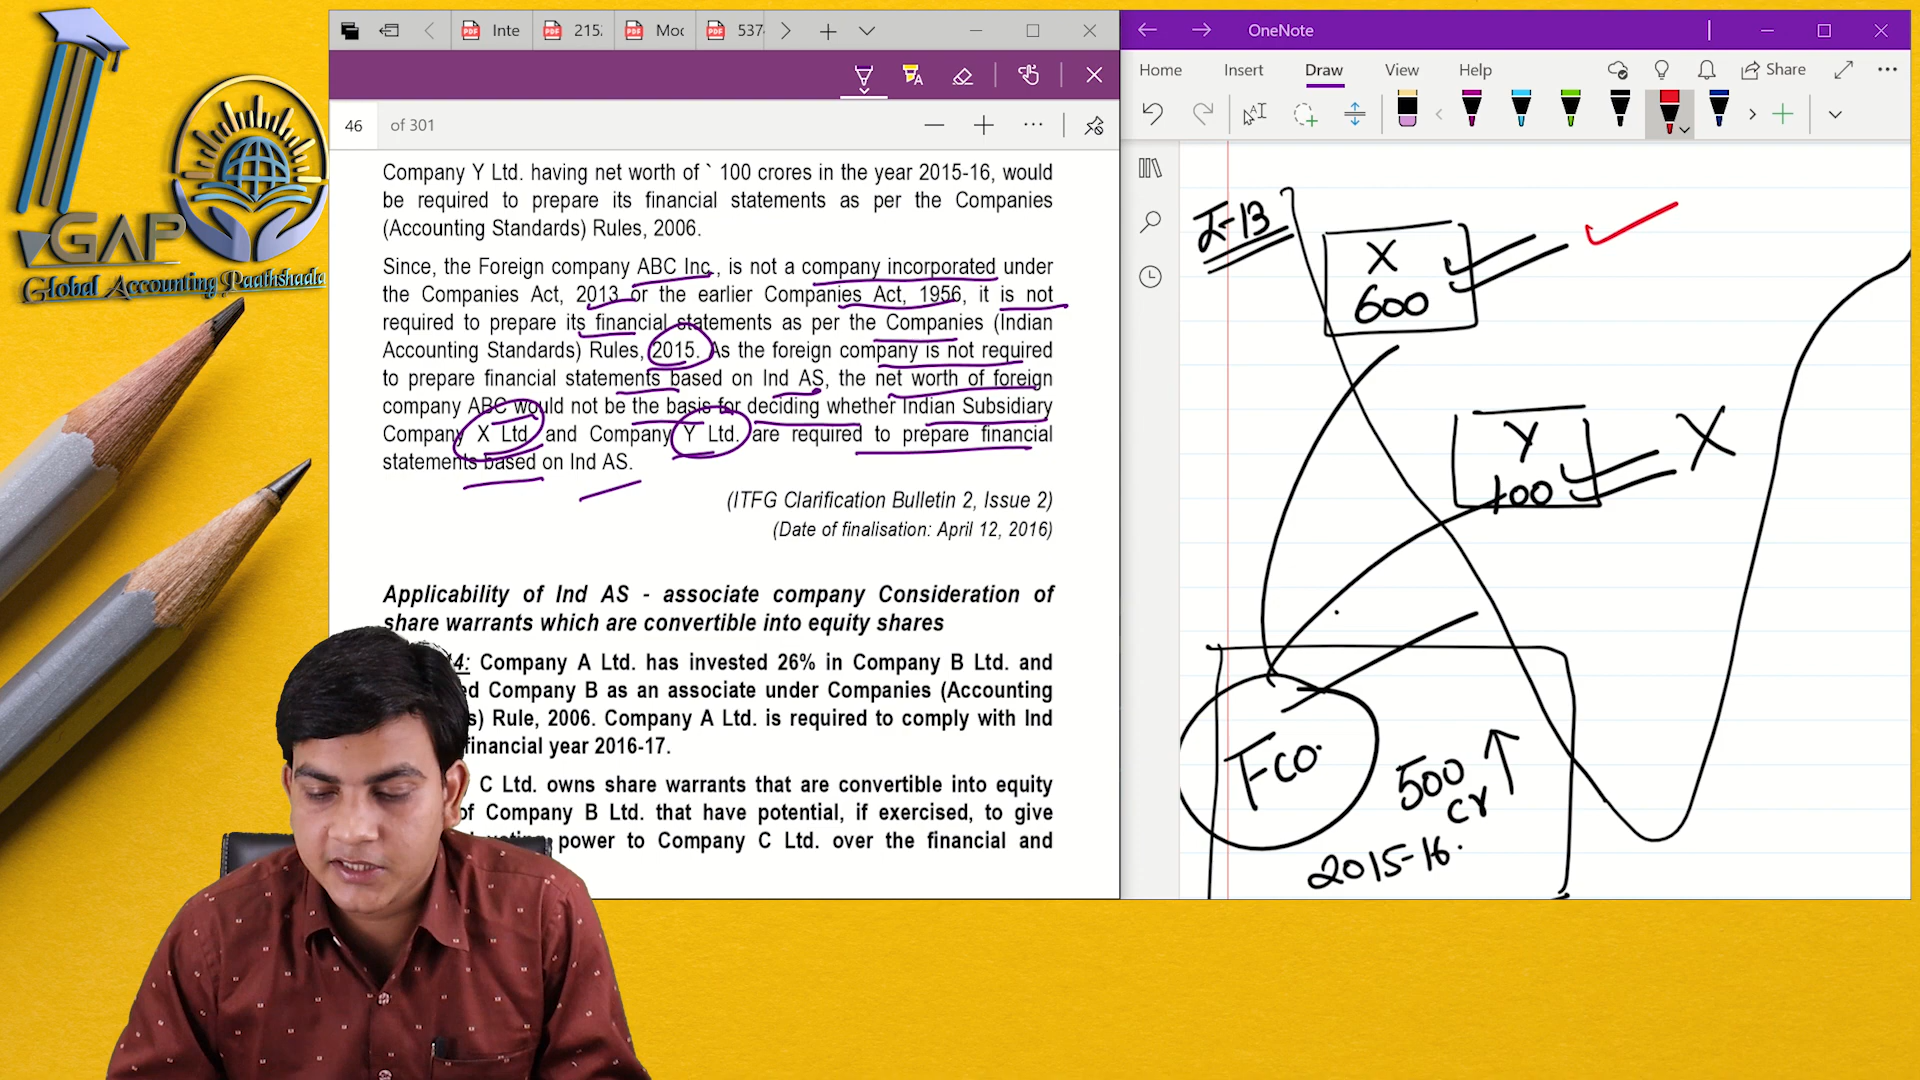 GAP
Global Accounting Paathshada
Inte
215
Moc
537
46 of 301
Company Y Ltd. having net worth of ` 100 crores in the year 2015-16, would
be required to prepare its financial statements as per the Companies
(Accounting Standards) Rules, 2006.
Since, the Foreign company ABC Inc., is not a company incorporated under
the Companies Act, 2013 or the earlier Companies Act, 1956, it is not
required to prepare its financial statements as per the Companies (Indian
Accounting Standards) Rules, 2015. As the foreign company is not required
to prepare financial statements based on Ind AS, the net worth of foreign
company ABC would not be the basis for deciding whether Indian Subsidiary
Company X Ltd. and Company Y Ltd. are required to prepare financial
statements based on Ind AS.
(ITFG Clarification Bulletin 2, Issue 2)
(Date of finalisation: April 12, 2016)
Applicability of Ind AS - associate company Consideration of
share warrants which are convertible into equity shares
4: Company A Ltd. has invested 26% in Company B Ltd. and
ed Company B as an associate under Companies (Accounting
s) Rule, 2006. Company A Ltd. is required to comply with Ind
financial year 2016-17.
C Ltd. owns share warrants that are convertible into equity
of Company B Ltd. that have potential, if exercised, to give
power to Company C Ltd. over the financial and
OneNote
Home Insert Draw View Help Share
I-13
X
600
Y
100
X
Fco.
500
cr
2015-16.